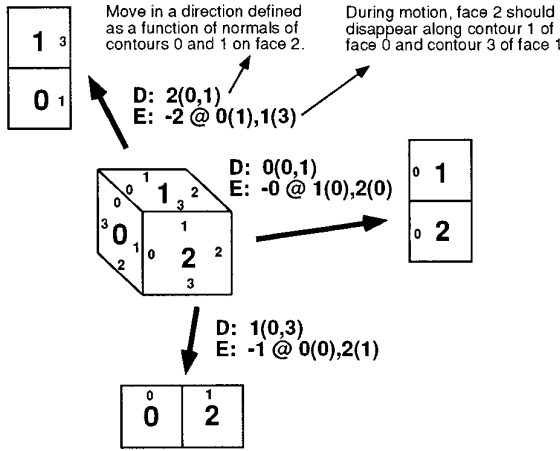 Move in a direction defined
as a function of normals of
contours 0 and 1 on face 2.
During motion, face 2 should
disappear along contour 1 of
face 0 and contour 3 of face 1
1 3
0 1
D: 2(0,1)
E: -2 @ 0(1),1(3)
D: 0(0,1)
E: -0 @ 1(0),2(0)
0 1
0 2
1
0 1 2
0 3
3 0 1
2
1
0 2 2
3
D: 1(0,3)
E: -1 @ 0(0),2(1)
0 1
0 2